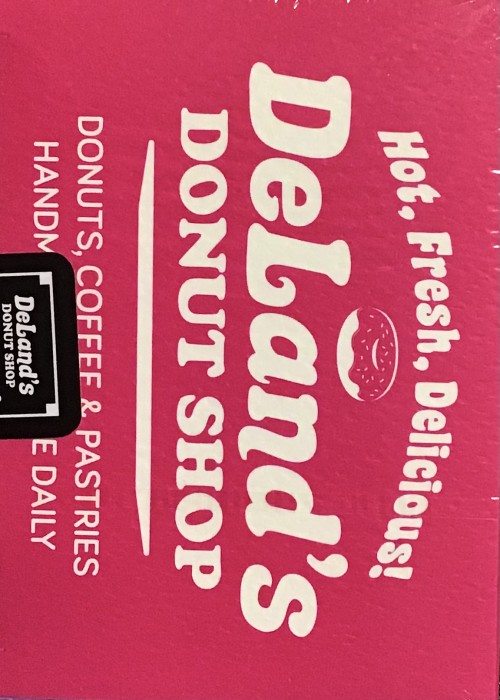 Hot, Fresh, Delicious!
DeLand's
DONUT SHOP
DONUTS, COFFEE & PASTRIES
DAILY
DeLand's
DONUT SHOP